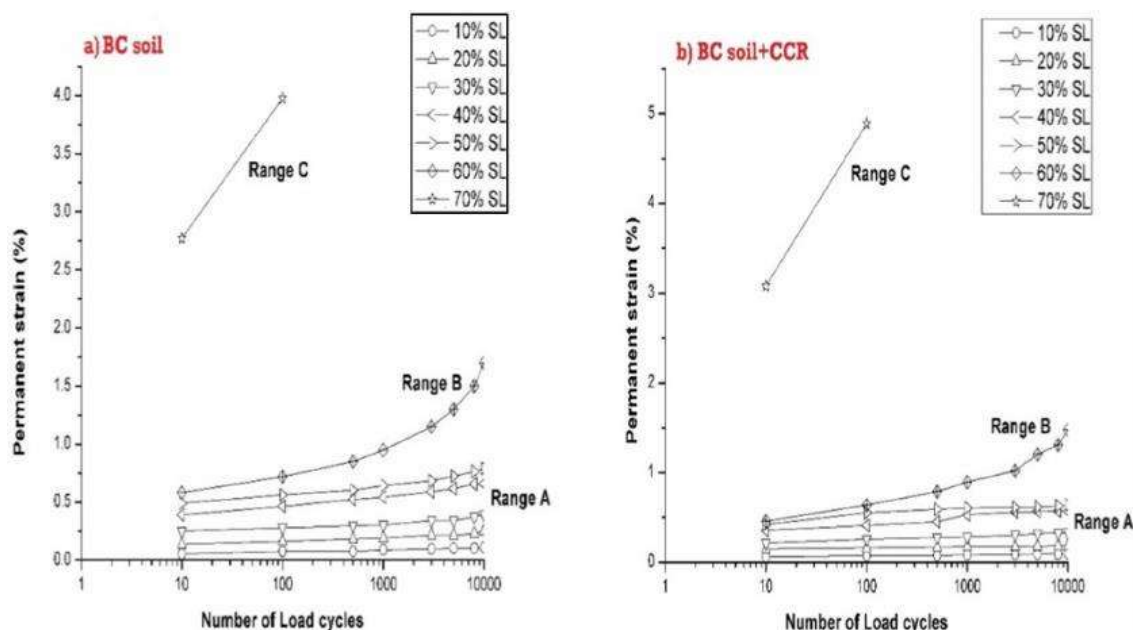 a) BC soil
10% SL
20% SL
30% SL
40% SL
50% SL
60% SL
70% SL
4.0
3.5
3.0
2.5
2.0
1.5
1.0
0.5
0.0
Permanent strain (%)
Range C
Range B
Range A
1
10
100
1000
10000
Number of Load cycles
b) BC soil+CCR
10% SL
20% SL
30% SL
40% SL
50% SL
60% SL
70% SL
5
4
3
2
1
0
Permanent strain (%)
Range C
Range B
Range A
1
10
100
1000
10000
Number of Load cycles